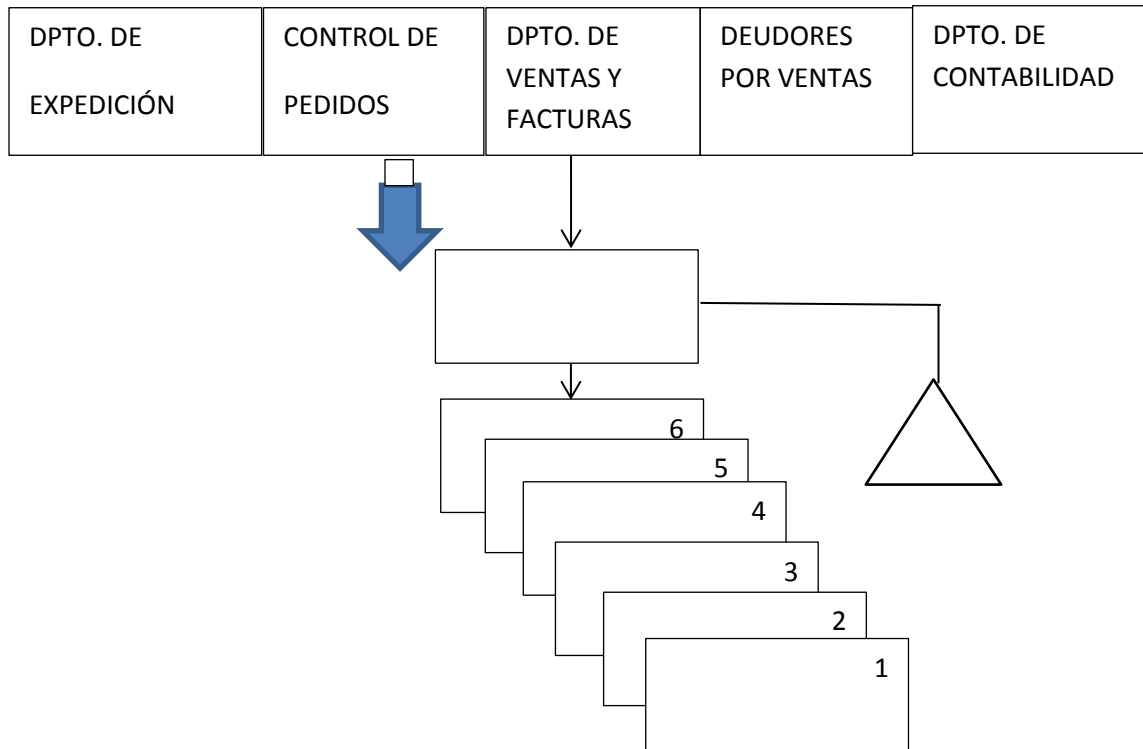 DPTO. DE
EXPEDICIÓN
CONTROL DE
PEDIDOS
DPTO. DE
VENTAS Y
FACTURAS
DEUDORES
POR VENTAS
DPTO. DE
CONTABILIDAD
6
5
4
3
2
1